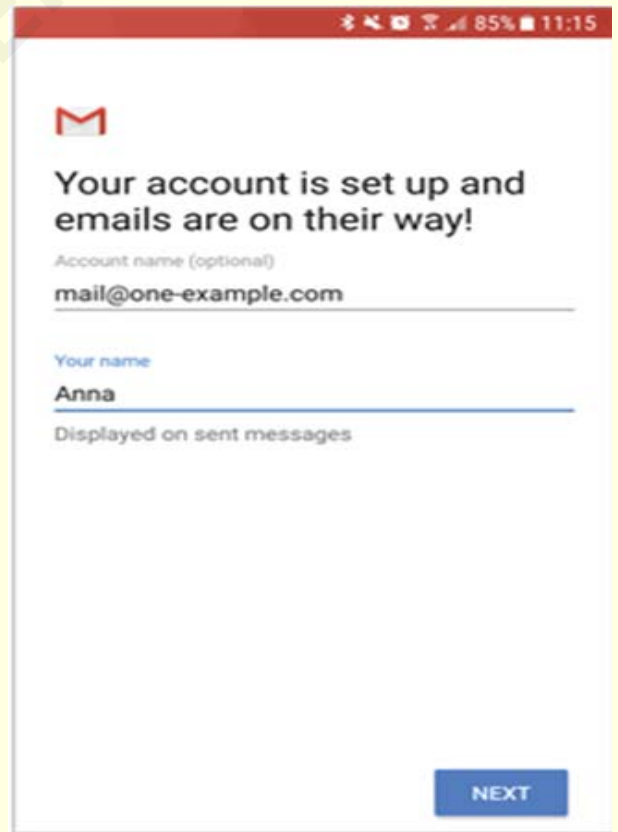 85% 11:15
Your account is set up and
emails are on their way!
Account name (optional)
mail@one-example.com
Your name
Anna
Displayed on sent messages
NEXT